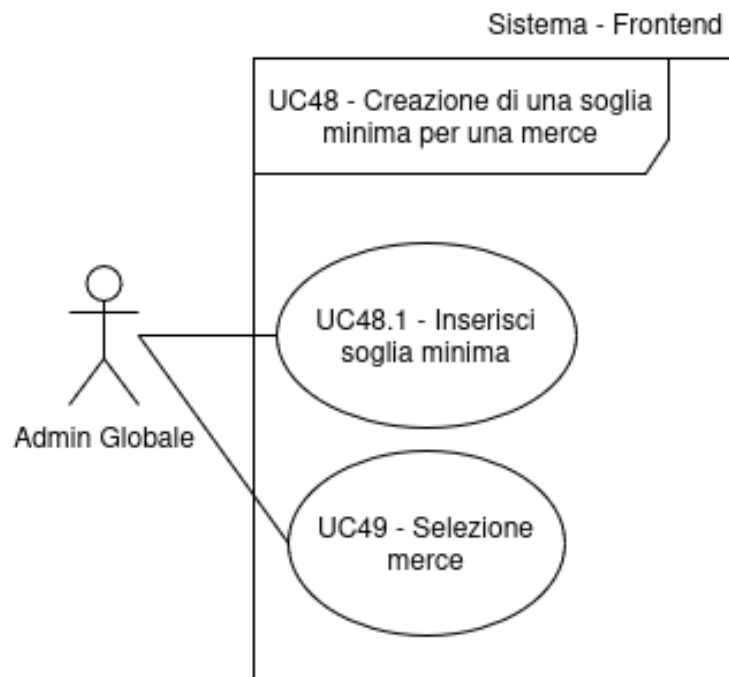 Sistema - Frontend
UC48 - Creazione di una soglia
minima per una merce
UC48.1 - Inserisci
soglia minima
Admin Globale
UC49 - Selezione
merce